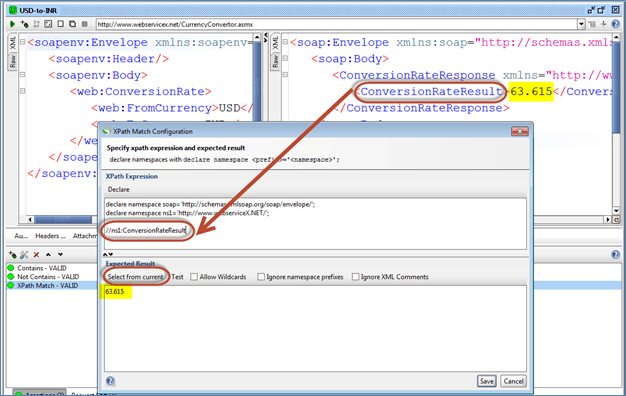 USD-to-INR
http://www.webservicex.net/CurrencyConvertor.asmx
XML
Raw
<soapenv:Envelope xmlns:soapenv=
<soapenv:Header/>
<soapenv:Body>
<web:ConversionRate>
<web:FromCurrency>USD</
</soapenv:Envelope
XML
Raw
<soap:Envelope xmlns:soap="http://schemas.xmls
<soap:Body>
<ConversionRateResponse xmlns="http://ww
<ConversionRateResult>63.615</Conver
</ConversionRateResponse>
XPath Match Configuration
Specify xpath expression and expected result
declare namespaces with declare namespace <prefix>='<namespace>';
XPath Expression
Declare
declare namespace soap='http://schemas.xmlsoap.org/soap/envelope/';
declare namespace ns1='http://www.webserviceX.NET/';
//ns1:ConversionRateResult
Expected Result
Select from current Test Allow Wildcards Ignore namespace prefixes Ignore XML Comments
63.615
Save Cancel
Au... Headers ... 
Contains - VALID
Not Contains - VALID
XPath Match - VALID